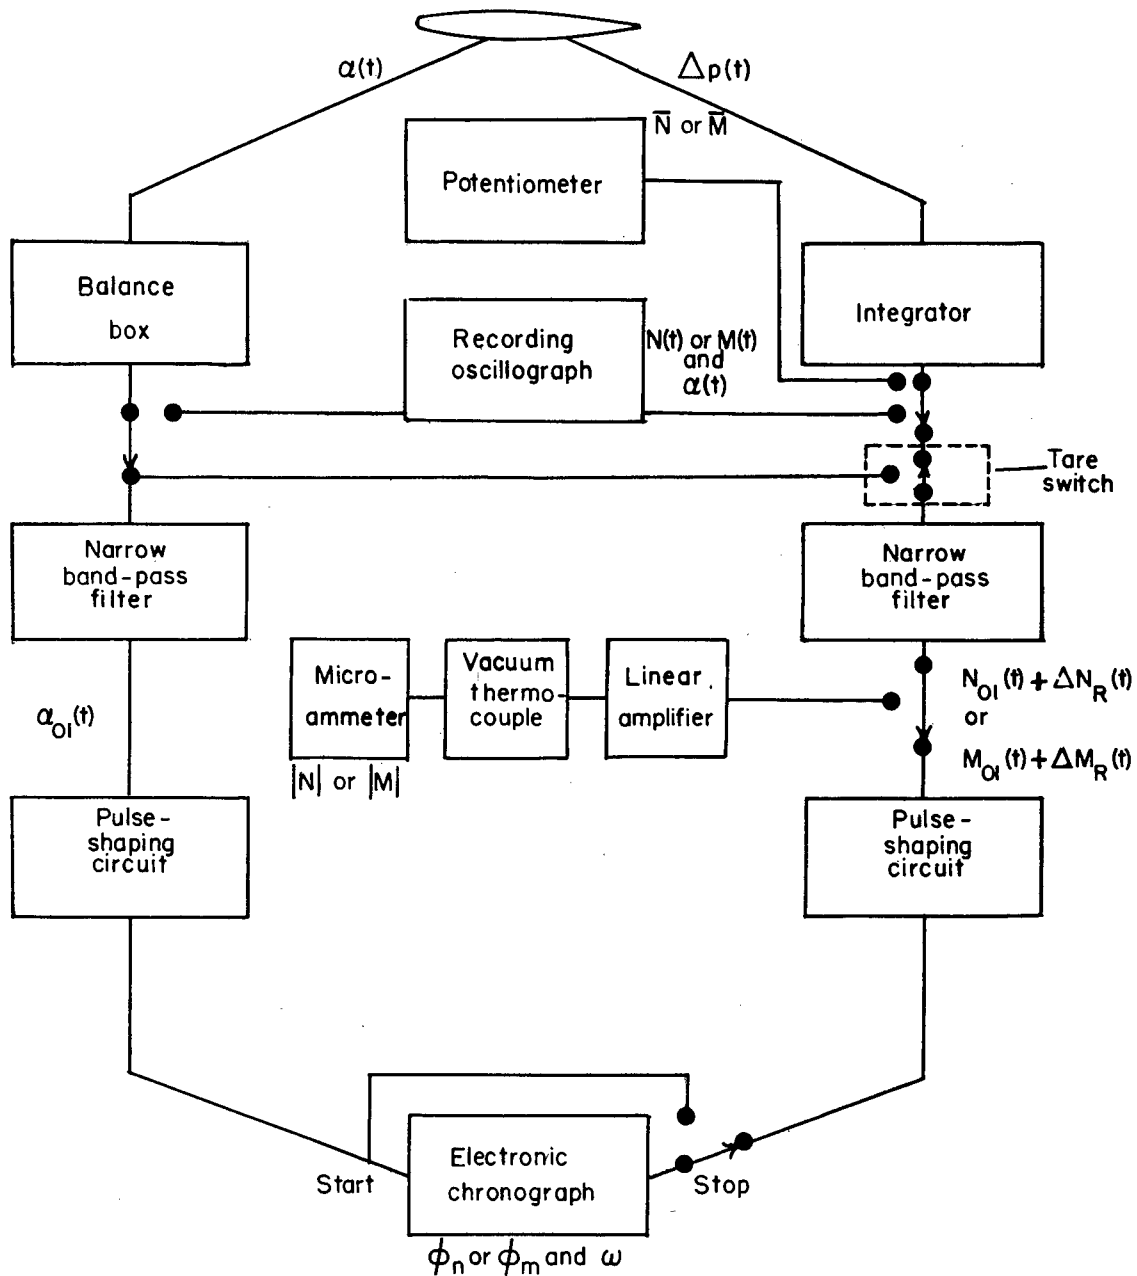 α(t)
Δp(t)
N̅ or M̅
Potentiometer
Balance
box
Integrator
Recording
oscillograph
N(t) or M(t)
and
α(t)
Tare
switch
Narrow
band-pass
filter
Narrow
band-pass
filter
Micro-
ammeter
Vacuum
thermo-
couple
Linear
amplifier
|N| or |M|
α₀₁(t)
N₀₁(t) + ΔN_R(t)
or
M₀₁(t) + ΔM_R(t)
Pulse-
shaping
circuit
Pulse-
shaping
circuit
Start
Electronic
chronograph
Stop
ϕₙ or ϕₘ and ω